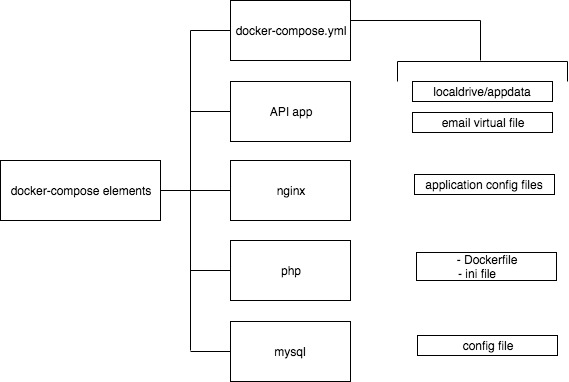 docker-compose.yml
localdrive/appdata
API app
email virtual file
docker-compose elements
nginx
application config files
php
- Dockerfile
- ini file
mysql
config file